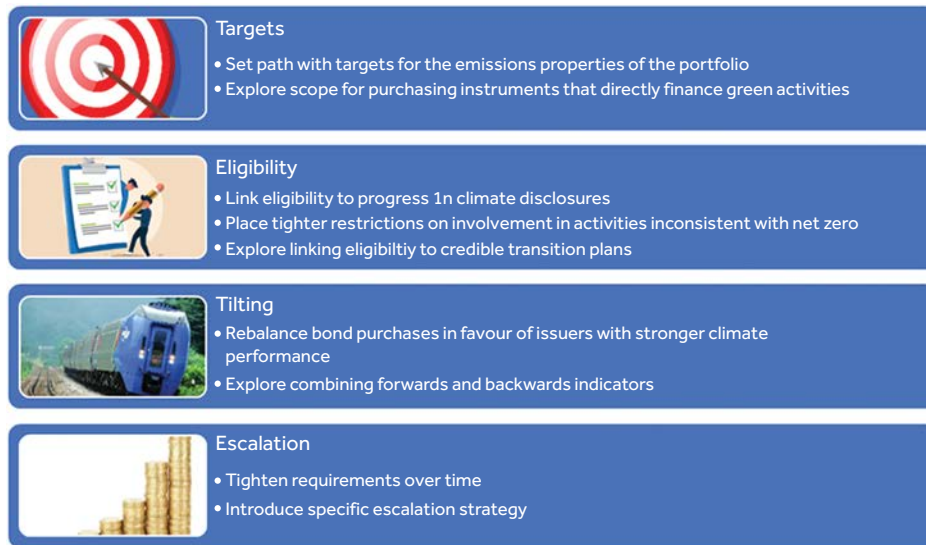 Targets
• Set path with targets for the emissions properties of the portfolio
• Explore scope for purchasing instruments that directly finance green activities
Eligibility
• Link eligibility to progress 1n climate disclosures
• Place tighter restrictions on involvement in activities inconsistent with net zero
• Explore linking eligibiltiy to credible transition plans
Tilting
• Rebalance bond purchases in favour of issuers with stronger climate
performance
• Explore combining forwards and backwards indicators
Escalation
• Tighten requirements over time
• Introduce specific escalation strategy